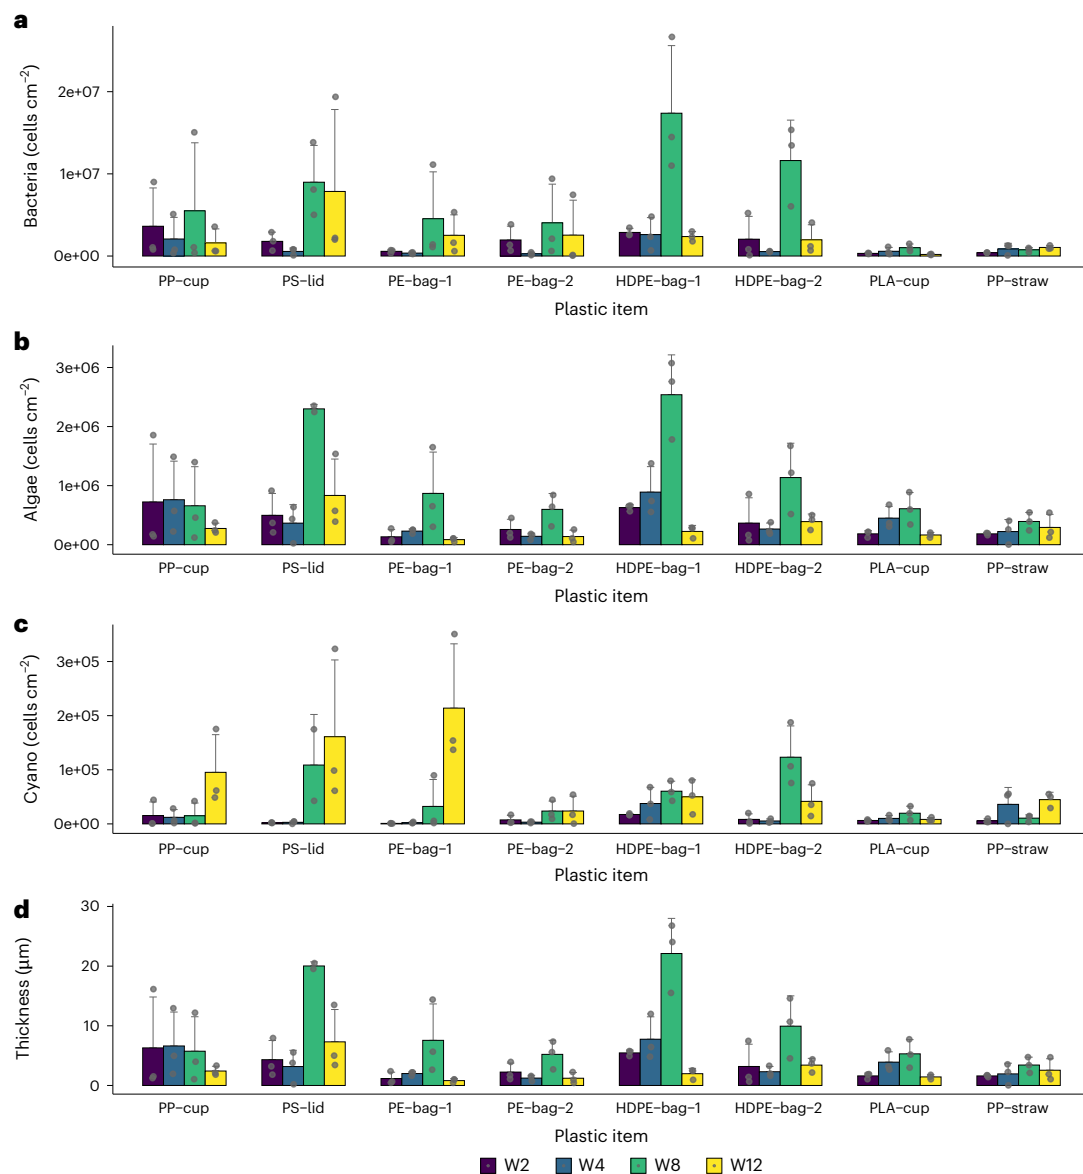 a
Bacteria (cells cm⁻²)
2e+07
1e+07
0e+00
PP–cup PS–lid PE–bag–1 PE–bag–2 HDPE–bag–1 HDPE–bag–2 PLA–cup PP–straw
Plastic item
b
Algae (cells cm⁻²)
3e+06
2e+06
1e+06
0e+00
PP–cup PS–lid PE–bag–1 PE–bag–2 HDPE–bag–1 HDPE–bag–2 PLA–cup PP–straw
Plastic item
c
Cyano (cells cm⁻²)
3e+05
2e+05
1e+05
0e+00
PP–cup PS–lid PE–bag–1 PE–bag–2 HDPE–bag–1 HDPE–bag–2 PLA–cup PP–straw
Plastic item
d
Thickness (μm)
30
20
10
0
PP–cup PS–lid PE–bag–1 PE–bag–2 HDPE–bag–1 HDPE–bag–2 PLA–cup PP–straw
Plastic item
W2 W4 W8 W12